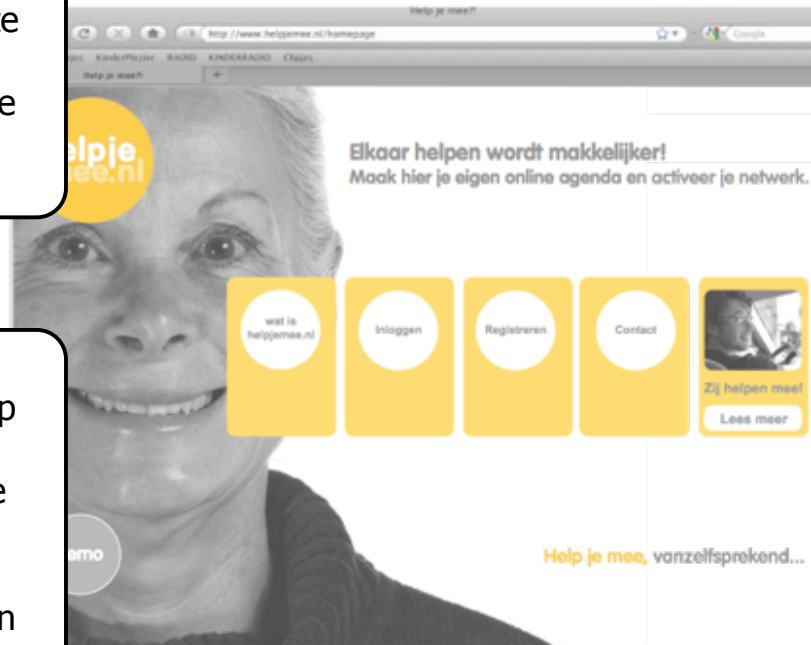 te
e
p
e
n
Help je mee?!
http://www.helpjemee.nl/homepage
Google
KinderPlezier RADIO KINDERRADIO
Help je mee?!
elpje
mee.nl
Elkaar helpen wordt makkelijker!
Maak hier je eigen online agenda en activeer je netwerk.
wat is
helpjemee.nl
Inloggen
Registreren
Contact
Zij helpen mee!
Lees meer
emo
Help je mee, vanzelfsprekend...